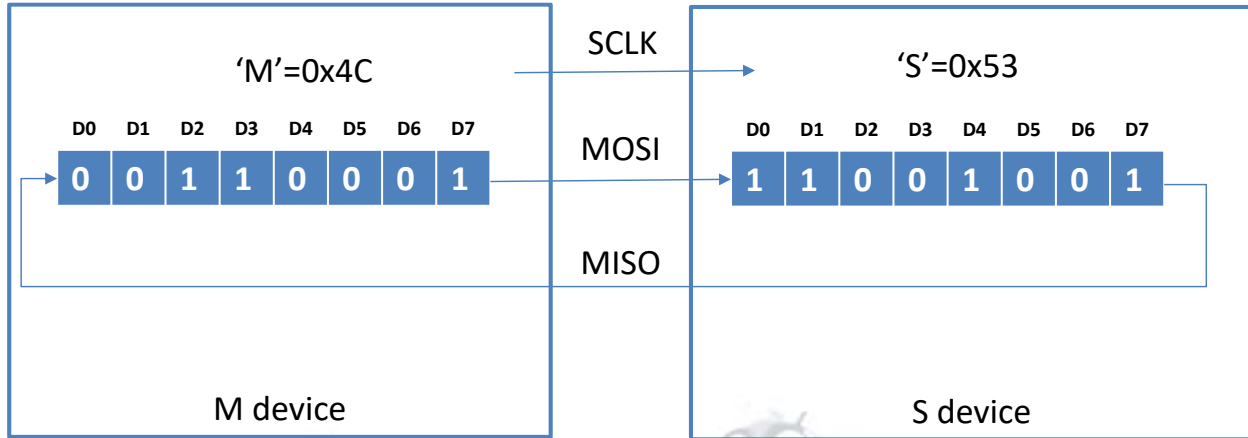 SCLK
‘M’=0x4C
‘S’=0x53
D0 D1 D2 D3 D4 D5 D6 D7
0 0 1 1 0 0 0 1
MOSI
D0 D1 D2 D3 D4 D5 D6 D7
1 1 0 0 1 0 0 1
MISO
M device
S device